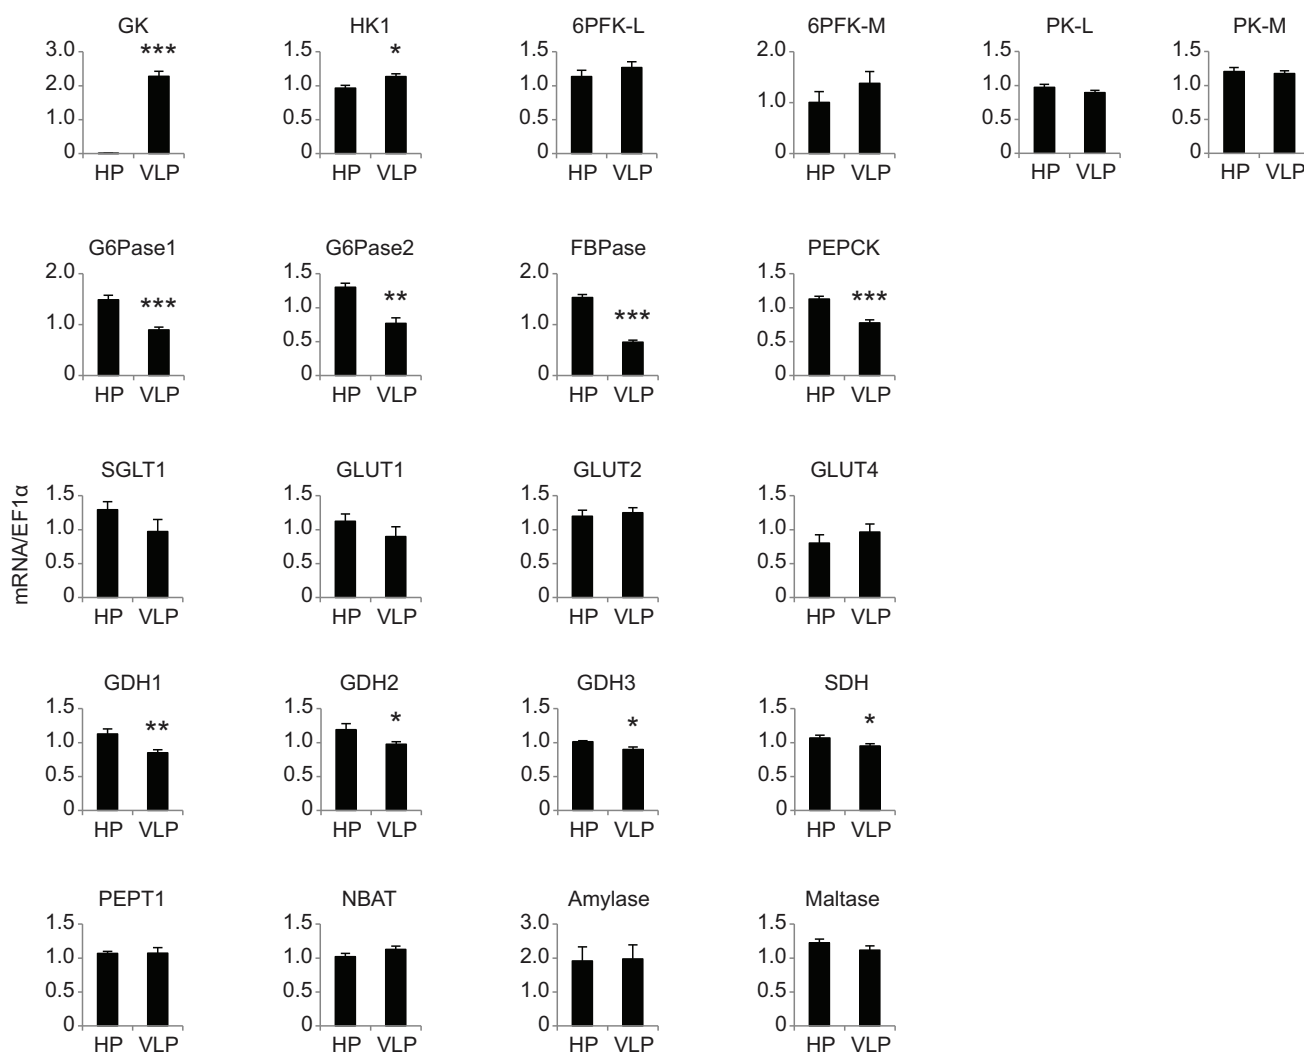 GK HK1 6PFK-L 6PFK-M PK-L PK-M
*** *
3.0 1.5 1.5 2.0 1.5 1.5
2.0 1.0 1.0 1.0 1.0 1.0
1.0 0.5 0.5 0.5 0.5
0 0 0 0 0 0
HP VLP HP VLP HP VLP HP VLP HP VLP HP VLP
G6Pase1 G6Pase2 FBPase PEPCK
2.0 1.5 2.0 1.5
*** ** *** ***
1.0 1.0 1.0 1.0
0.5 0.5
0 0 0 0
HP VLP HP VLP HP VLP HP VLP
mRNA/EF1α
SGLT1 GLUT1 GLUT2 GLUT4
1.5 1.5 1.5 1.5
1.0 1.0 1.0 1.0
0.5 0.5 0.5 0.5
0 0 0 0
HP VLP HP VLP HP VLP HP VLP
GDH1 GDH2 GDH3 SDH
1.5 1.5 1.5 1.5
** * * *
1.0 1.0 1.0 1.0
0.5 0.5 0.5 0.5
0 0 0 0
HP VLP HP VLP HP VLP HP VLP
PEPT1 NBAT Amylase Maltase
1.5 1.5 3.0 1.5
1.0 1.0 2.0 1.0
0.5 0.5 1.0 0.5
0 0 0 0
HP VLP HP VLP HP VLP HP VLP